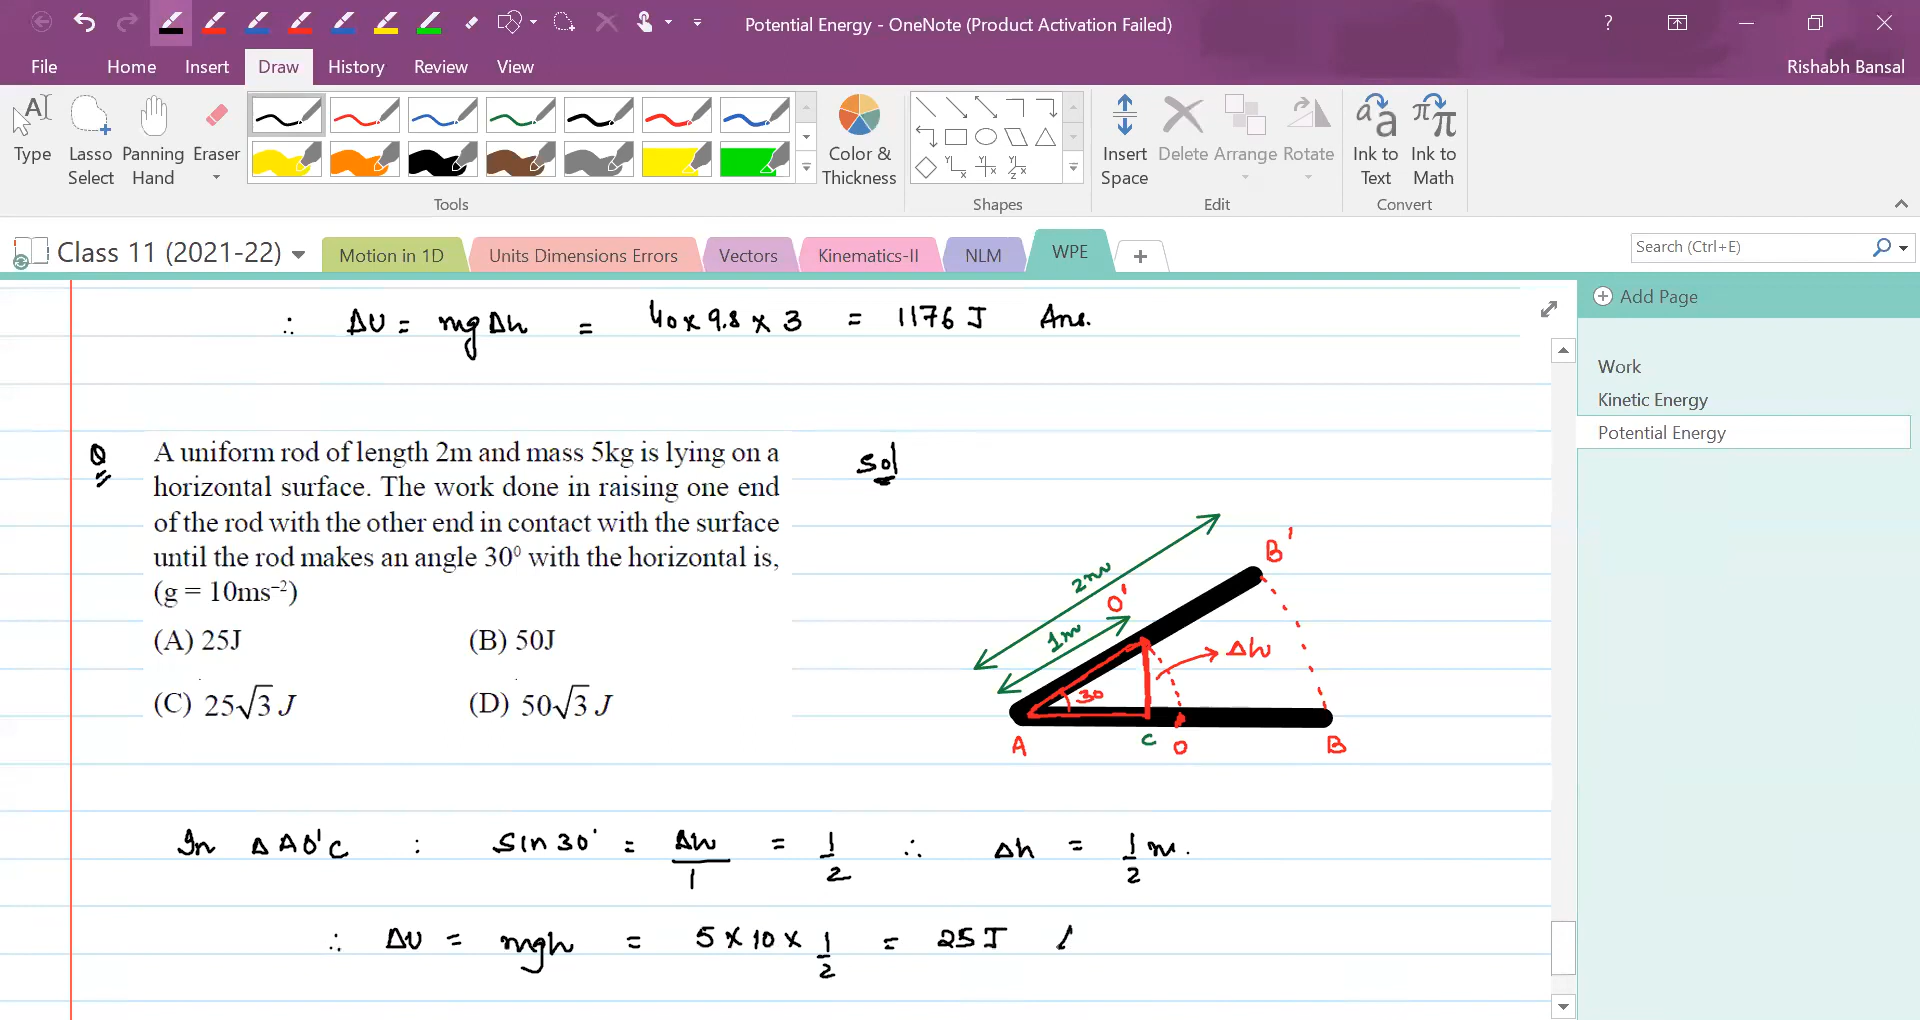 Potential Energy - OneNote (Product Activation Failed)
?
File Home Insert Draw History Review View
Rishabh Bansal
Type
Lasso Select
Panning Hand
Eraser
Color & Thickness
Insert Space
Delete
Arrange
Rotate
Ink to Text
Ink to Math
Tools
Shapes
Edit
Convert
Class 11 (2021-22)
Motion in 1D
Units Dimensions Errors
Vectors
Kinematics-II
NLM
WPE
Search (Ctrl+E)
Add Page
Work
Kinetic Energy
Potential Energy
∴ ΔU = mgΔh = 40 x 9.8 x 3 = 1176 J Ans.
Q
A uniform rod of length 2m and mass 5kg is lying on a
horizontal surface. The work done in raising one end
of the rod with the other end in contact with the surface
until the rod makes an angle 30⁰ with the horizontal is,
(g = 10ms⁻²)
(A) 25J (B) 50J
(C) 25√3 J (D) 50√3 J
Sol
2m
1m
O'
B'
Δh
30
A
C
O
B
In Δ AO'C : Sin 30° = Δh/1 = 1/2 ∴ Δh = 1/2 m.
∴ ΔU = mgh = 5 x 10 x 1/2 = 25 J